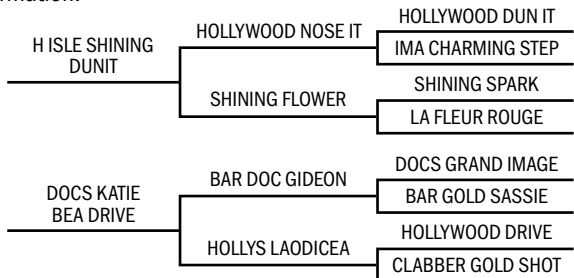 HOLLYWOOD DUN IT
HOLLYWOOD NOSE IT
H ISLE SHINING
IMA CHARMING STEP
DUNIT
SHINING SPARK
SHINING FLOWER
LA FLEUR ROUGE
DOCS GRAND IMAGE
BAR DOC GIDEON
DOCS KATIE
BAR GOLD SASSIE
BEA DRIVE
HOLLYWOOD DRIVE
HOLLYS LAODICEA
CLABBER GOLD SHOT